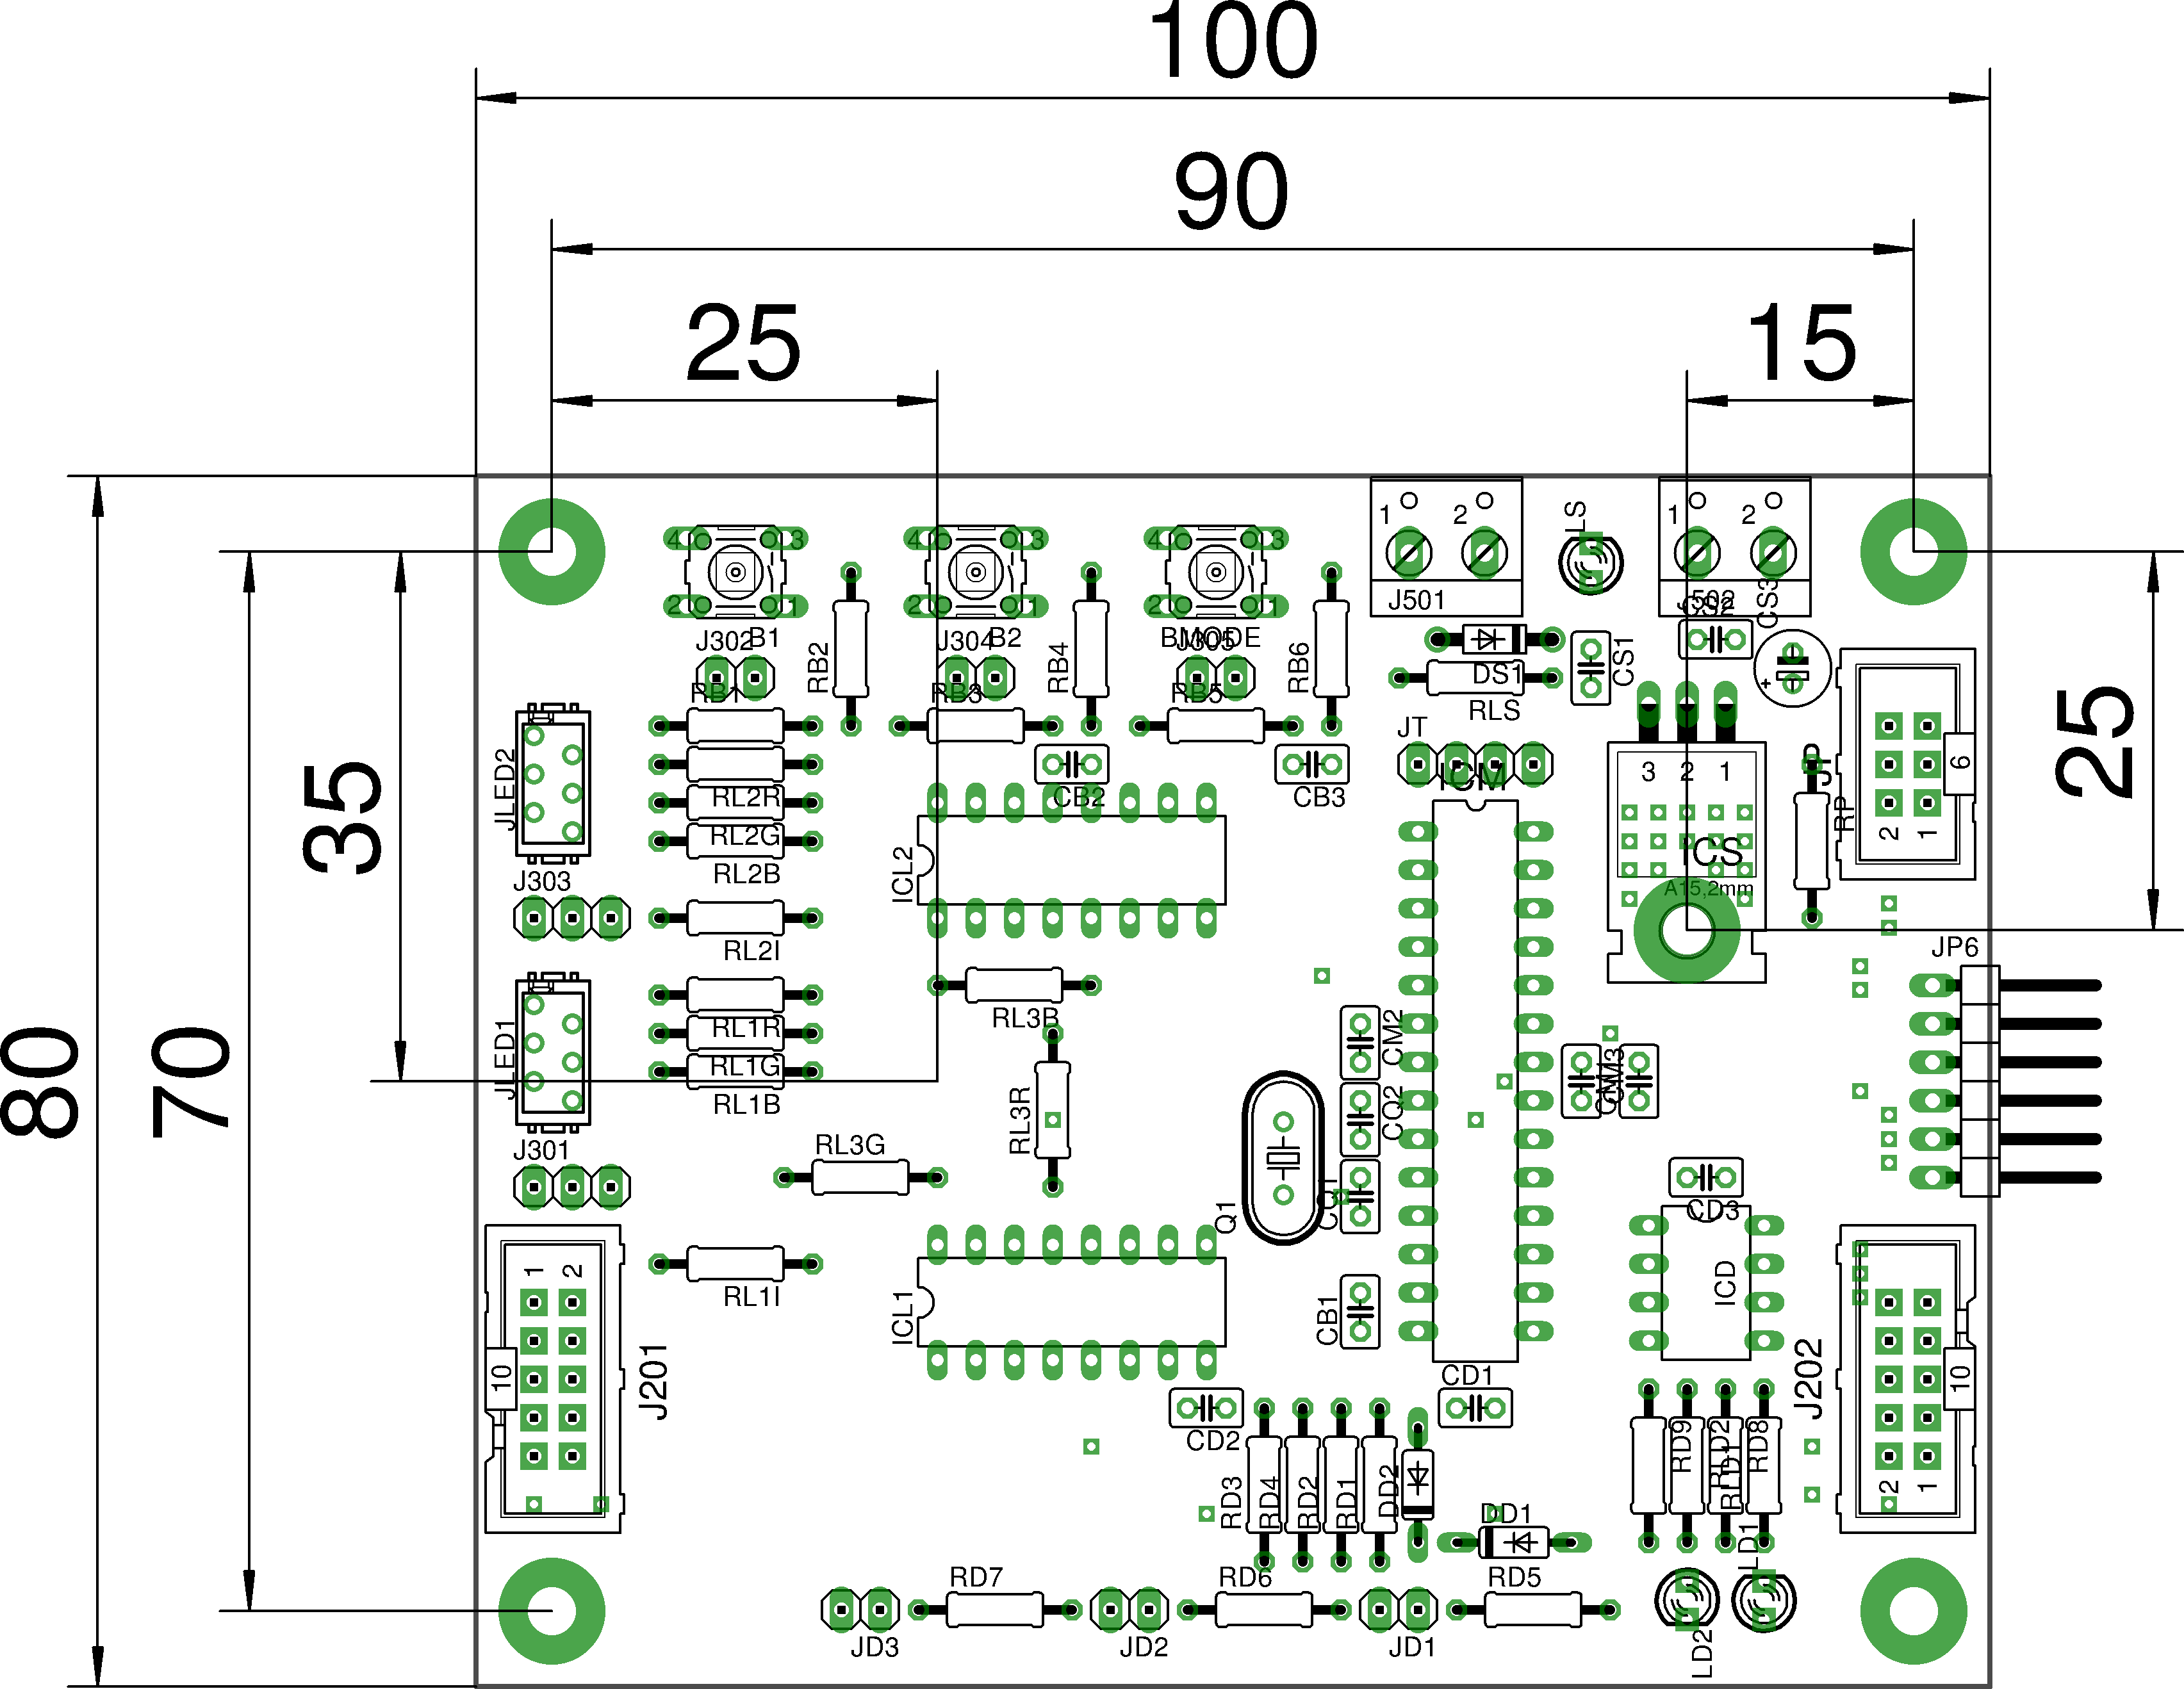 100
90
25
15
4 3
4 3
4 3
1 2
LS
1 2
2 1
2 1
2 1
J501
J502
CS2
CS3
J302
B1
RB2
J304
B2
RB4
BMODE
J305
RB6
DS1
CS1
RB1
RB3
RB5
RLS
JT
25
JLED2
RL2R
CB2
CB3
ICM
3 2 1
RP
6
2 1
35
RL2G
CS
RL2B
ICL2
A15,2mm
J303
RL2I
JP6
RL3B
CM2
JLED1
RL1R
RL1G
RL1B
CM3
CQ2
80
70
RL3R
J301
RL3G
Q1
CD3
1 2
RL1I
ICL1
CB1
ICD
10
J201
CD1
J202
10
CD2
RD3
RD4
RD2
RD1
DD2
DD1
RD9
RLD2
RLD1
RD8
2 1
LD1
RD7
RD6
RD5
JD3
JD2
JD1
LD2